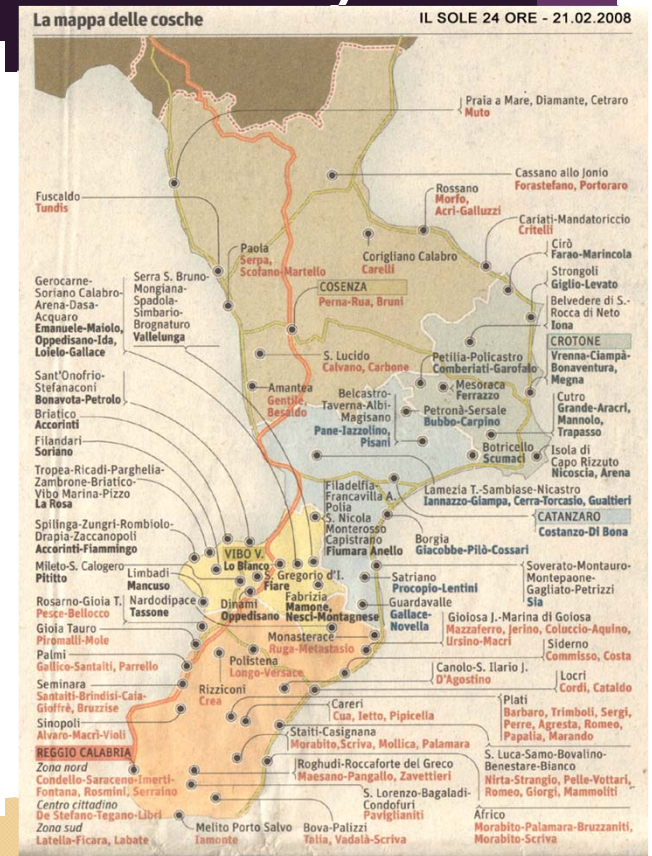 La mappa delle cosche
IL SOLE 24 ORE - 21.02.2008
Praia a Mare, Diamante, Cetraro
Muto
Cassano allo Jonio
Forastefano, Portoraro
Fuscaldo
Tundis
Rossano
Morfo,
Acri-Galluzzi
Cariati-Mandatoriccio
Critelli
Cirò
Farao-Marincola
Paola
Serpa,
Scofano-Martello
Corigliano Calabro
Carelli
Strongoli
Giglio-Levato
Gerocarne-
Soriano Calabro-
Arena-Dasa-
Acquaro
Emanuele-Maiolo,
Oppedisano-Ida,
Loielo-Gallace
Serra S. Bruno-
Mongiana-
Spadola-
Simbario-
Brognaturo
Vallelunga
COSENZA
Perna-Rua, Bruni
Belvedere di S.-
Rocca di Neto
Iona
CROTONE
Vrenna-Ciampà-
Bonaventura,
Megna
S. Lucido
Calvano, Carbone
Petilia-Policastro
Comberiati-Garofalo
Sant'Onofrio-
Stefanaconi
Bonavota-Petrolo
Amantea
Gentile,
Besaldo
Mesoraca
Ferrazzo
Belcastro-
Taverna-Albi-
Magisano
Pane-Iazzolino,
Pisani
Cutro
Grande-Aracri,
Mannolo,
Trapasso
Briatico
Accorinti
Petronà-Sersale
Bubbo-Carpino
Filandari
Soriano
Botricello
Scumaci
Isola di
Capo Rizzuto
Nicoscia, Arena
Tropea-Ricadi-Parghelia-
Zambrone-Briatico-
Vibo Marina-Pizzo
La Rosa
Filadelfia-
Francavilla A.
Polia
S. Nicola
Monterosso
Capistrano
Fiumara Anello
Lamezia T.-Sambiase-Nicastro
Iannazzo-Giampa, Cerra-Torcasio, Gualtieri
CATANZARO
Costanzo-Di Bona
Spilinga-Zungri-Rombiolo-
Drapia-Zaccanopoli
Accorinti-Fiammingo
Borgia
Giacobbe-Pilò-Cossari
VIBO V.
Lo Bianco
Mileto-S. Calogero
Pititto
Limbadi
Mancuso
S. Gregorio d'I.
Fiare
Satriano
Procopio-Lentini
Soverato-Montauro-
Montepaone-
Gagliato-Petrizzi
Sia
Rosarno-Gioia T.
Pesce-Bellocco
Nardodipace
Tassone
Dinami
Oppedisano
Fabrizia
Mamone,
Nesci-Montagnese
Guardavalle
Gallace-
Novella
Gioia Tauro
Piromalli-Mole
Monasterace
Ruga-Metastasio
Gioiosa J.-Marina di Goiosa
Mazzaferro, Jerino, Coluccio-Aquino,
Ursino-Macri
Palmi
Gallico-Santaiti, Parrello
Polistena
Longo-Versace
Siderno
Commisso, Costa
Seminara
Santaiti-Brindisi-Caia-
Gioffrè, Bruzzise
Rizziconi
Crea
Canolo-S. Ilario J.
D'Agostino
Locri
Cordi, Cataldo
Sinopoli
Alvaro-Macrì-Violi
Careri
Cua, Ietto, Pipicella
Plati
Barbaro, Trimboli, Sergi,
Perre, Agresta, Romeo,
Papalia, Marando
REGGIO CALABRIA
Zona nord
Condello-Saraceno-Imerti-
Fontana, Rosmini, Serraino
Centro cittadino
De Stefano-Tegano-Libri
Zona sud
Latella-Ficara, Labate
Staiti-Casignana
Morabito,Scriva, Mollica, Palamara
Roghudi-Roccaforte del Greco
Maesano-Pangallo, Zavettieri
S. Luca-Samo-Bovalino-
Benestare-Bianco
Nirta-Strangio, Pelle-Vottari,
Romeo, Giorgi, Mammoliti
S. Lorenzo-Bagaladi-
Condofuri
Paviglianiti
Africo
Morabito-Palamara-Bruzzaniti,
Morabito-Scriva
Melito Porto Salvo
Iamonte
Bova-Palizzi
Talia, Vadalà-Scriva